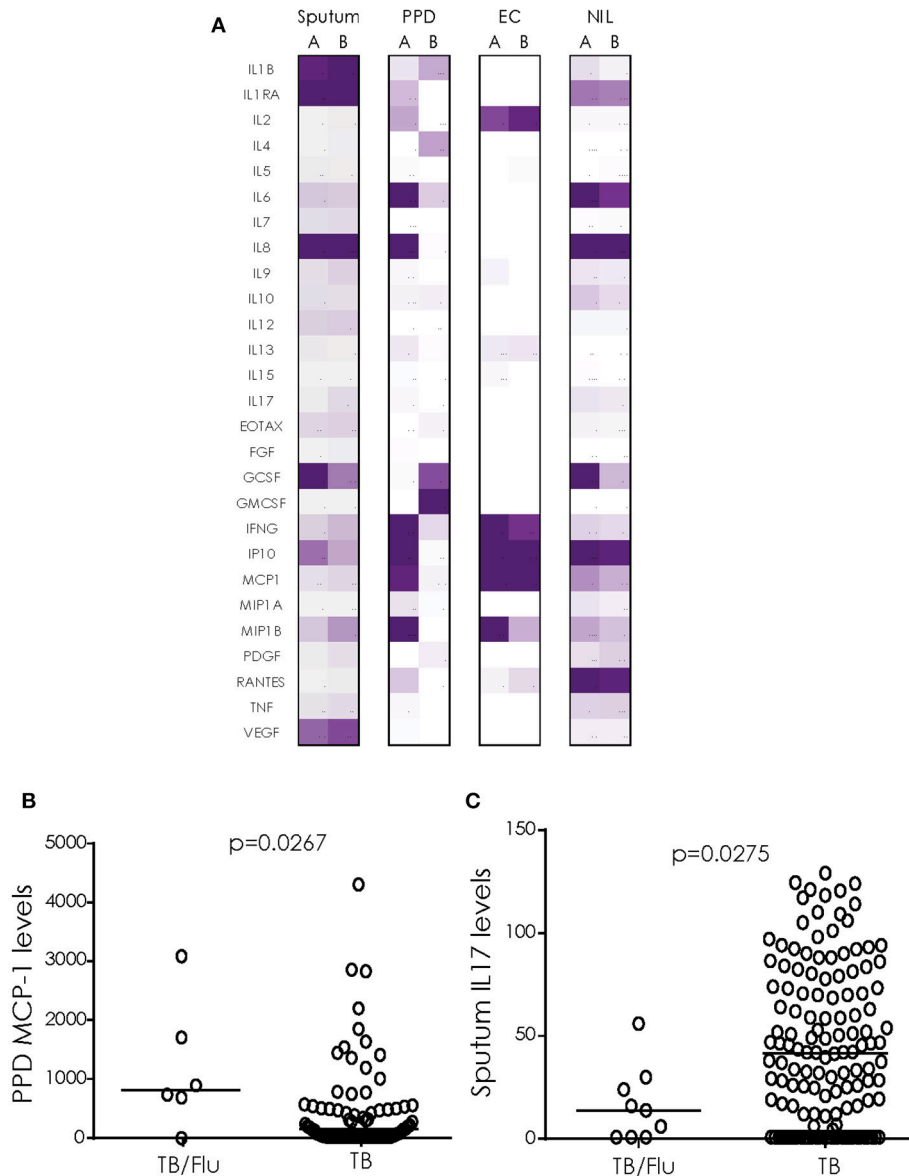 A
Sputum PPD EC NIL
A B A B A B A B
IL1B
IL1RA
IL2
IL4
IL5
IL6
IL7
IL8
IL9
IL10
IL12
IL13
IL15
IL17
EOTAX
FGF
GCSF
GMCSF
IFNG
IP10
MCP1
MIP1A
MIP1B
PDGF
RANTES
TNF
VEGF
B
p=0.0267
PPD MCP-1 levels
5000
4000
3000
2000
1000
0
TB/Flu TB
C
p=0.0275
Sputum IL17 levels
150
100
50
0
TB/Flu TB